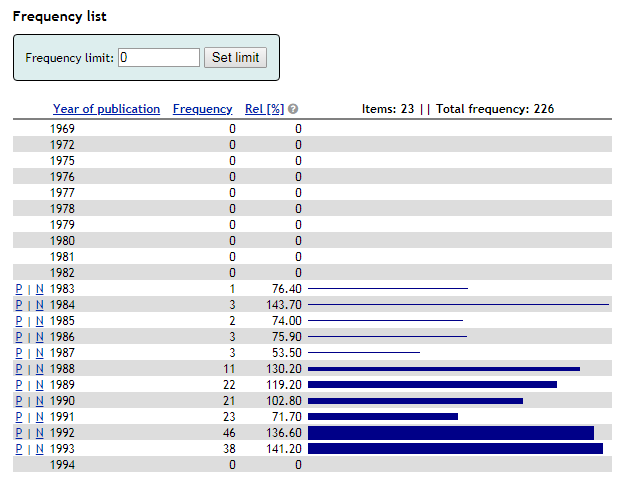 Frequency list
Frequency limit: 0 Set limit
Year of publication Frequency Rel [%] ? Items: 23 || Total frequency: 226
1969 0 0
1972 0 0
1975 0 0
1976 0 0
1977 0 0
1978 0 0
1979 0 0
1980 0 0
1981 0 0
1982 0 0
P | N 1983 1 76.40
P | N 1984 3 143.70
P | N 1985 2 74.00
P | N 1986 3 75.90
P | N 1987 3 53.50
P | N 1988 11 130.20
P | N 1989 22 119.20
P | N 1990 21 102.80
P | N 1991 23 71.70
P | N 1992 46 136.60
P | N 1993 38 141.20
1994 0 0